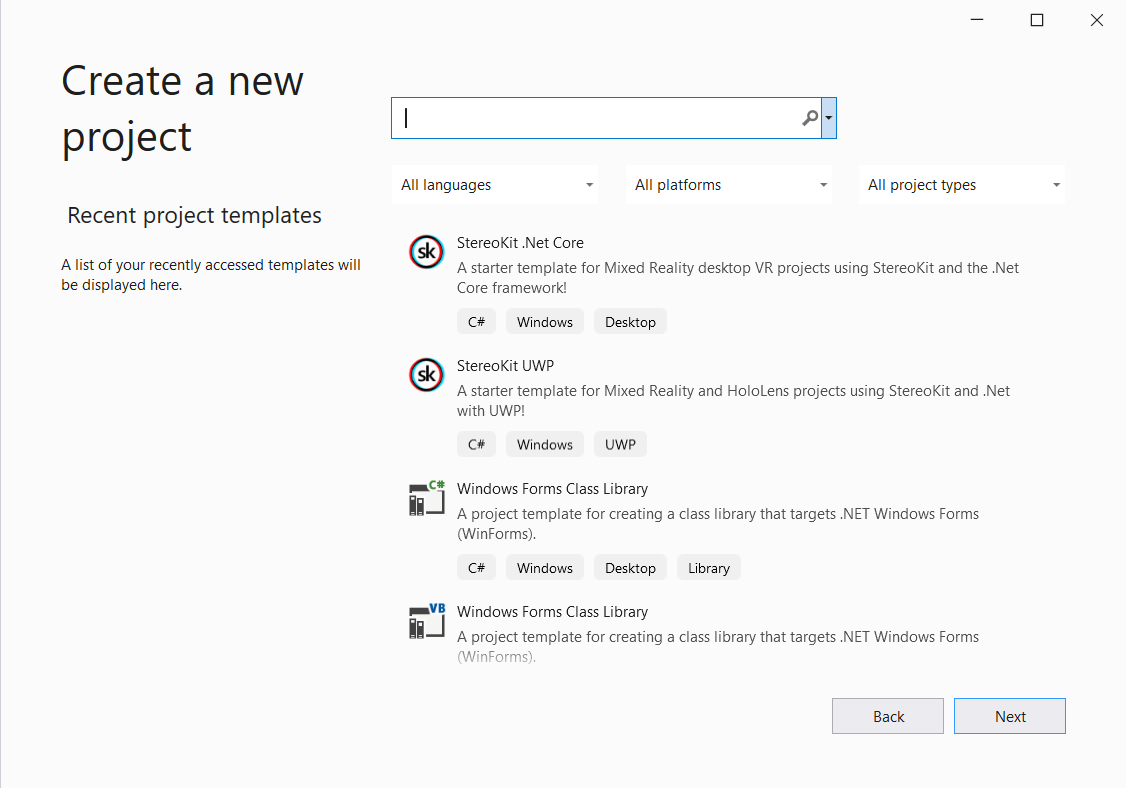 Create a new
project
Recent project templates
A list of your recently accessed templates will
be displayed here.
All languages
All platforms
All project types
sk
StereoKit .Net Core
A starter template for Mixed Reality desktop VR projects using StereoKit and the .Net
Core framework!
C#
Windows
Desktop
sk
StereoKit UWP
A starter template for Mixed Reality and HoloLens projects using StereoKit and .Net
with UWP!
C#
Windows
UWP
C#
Windows Forms Class Library
A project template for creating a class library that targets .NET Windows Forms
(WinForms).
C#
Windows
Desktop
Library
VB
Windows Forms Class Library
A project template for creating a class library that targets .NET Windows Forms
(WinForms).
Back
Next